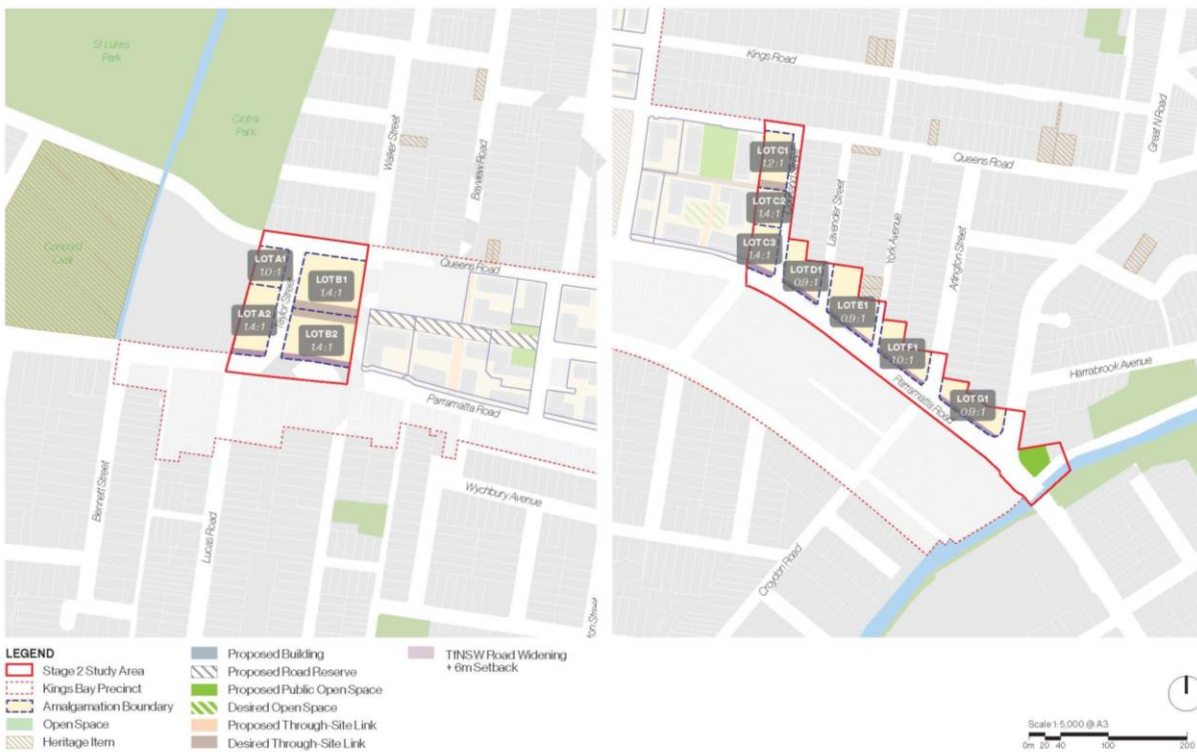 St Lukes
Park
Cintra
Park
Concord
Oval
Walker Street
Bayview Road
Queens Road
Taylor Street
LOT A1
1.0:1
LOT A2
1.4:1
LOT B1
1.4:1
LOT B2
1.4:1
Parramatta Road
Bennett Street
Lucas Road
Wychbury Avenue
ton Street
Kings Road
Great N Road
Queens Road
Lavender Street
York Avenue
Arlington Street
Harrabrook Avenue
Parramatta Road
Croydon Road
LOT C1
1.2:1
LOT C2
1.4:1
LOT C3
1.4:1
LOT D1
0.9:1
LOT E1
0.9:1
LOT F1
1.0:1
LOT G1
0.9:1
LEGEND
Stage 2 Study Area
Kings Bay Precinct
Amalgamation Boundary
Open Space
Heritage Item
Proposed Building
Proposed Road Reserve
Proposed Public Open Space
Desired Open Space
Proposed Through-Site Link
Desired Through-Site Link
TfNSW Road Widening
+ 6m Setback
Scale 1:5,000 @ A3
0m 20 40 100 200